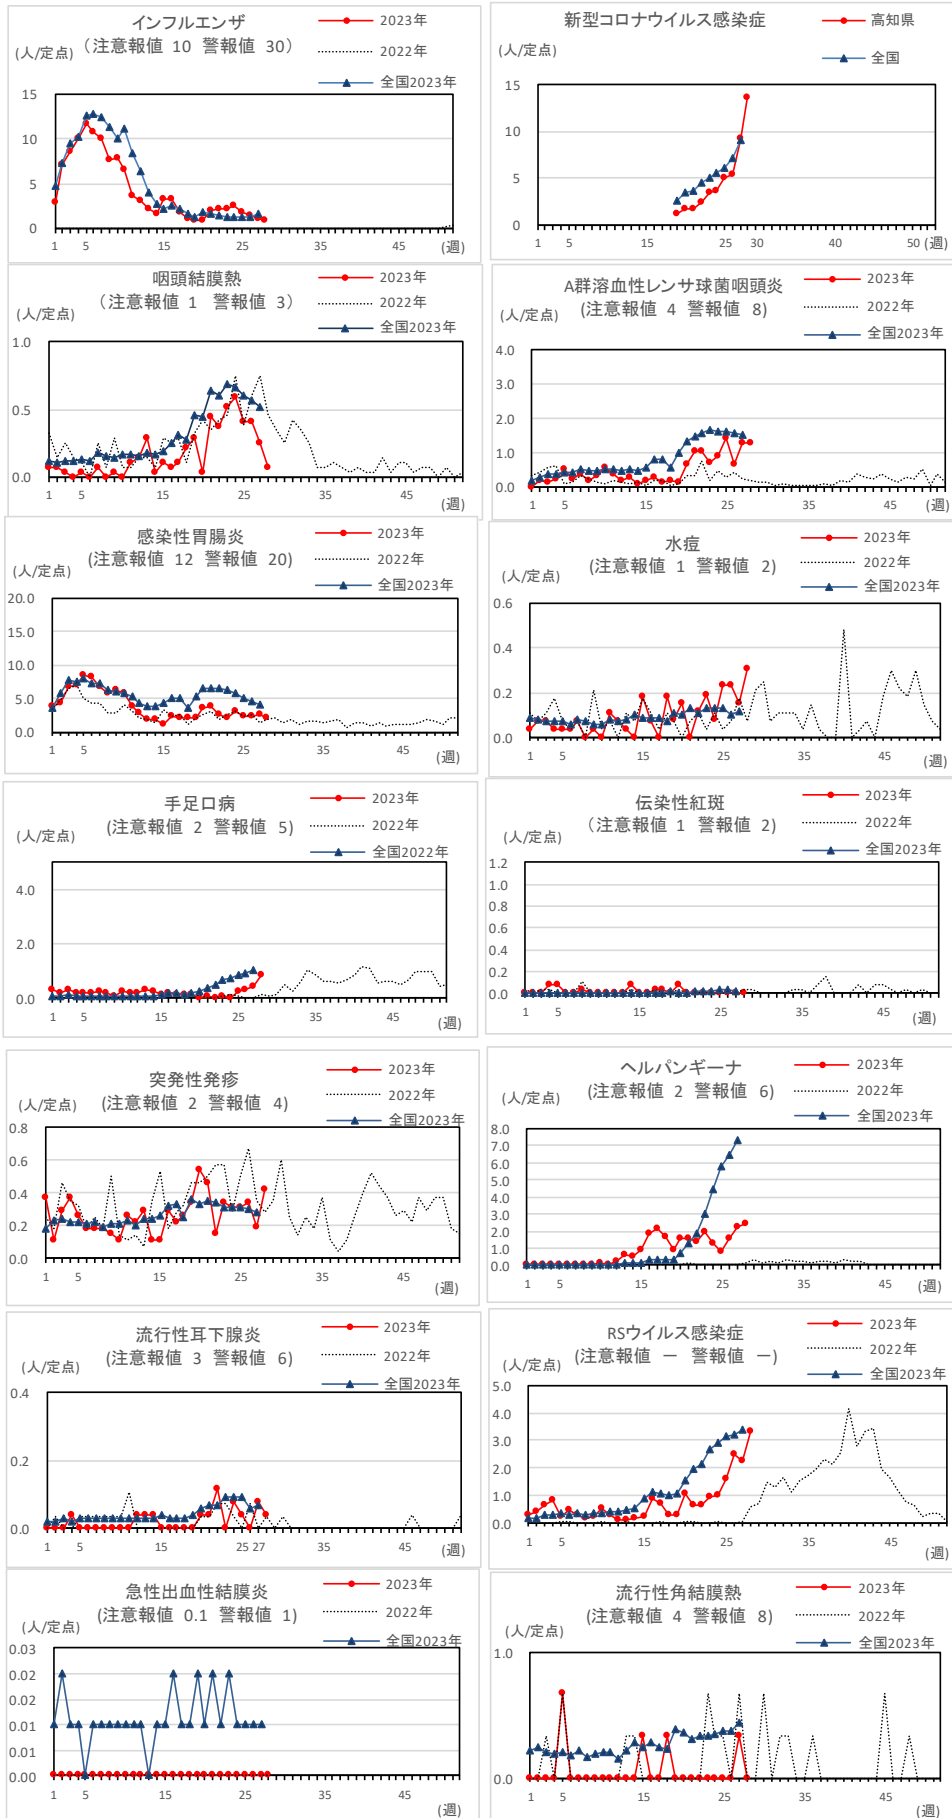 インフルエンザ
（注意報値 10 警報値 30）
(人/定点)
2023年
2022年
全国2023年
15
10
5
0
1 5 15 25 35 45 (週)
新型コロナウイルス感染症
(人/定点)
高知県
全国
15
10
5
0
1 5 15 25 30 40 50 (週)
咽頭結膜熱
（注意報値 1 警報値 3）
(人/定点)
2023年
2022年
全国2023年
1.0
0.5
0.0
1 5 15 25 35 45 (週)
A群溶血性レンサ球菌咽頭炎
(注意報値 4 警報値 8)
(人/定点)
2023年
2022年
全国2023年
4.0
3.0
2.0
1.0
0.0
1 5 15 25 35 45 (週)
感染性胃腸炎
(注意報値 12 警報値 20)
(人/定点)
2023年
2022年
全国2023年
20.0
15.0
10.0
5.0
0.0
1 5 15 25 35 45 (週)
水痘
(注意報値 1 警報値 2)
(人/定点)
2023年
2022年
全国2023年
0.6
0.4
0.2
0.0
1 5 15 25 35 45 (週)
手足口病
(注意報値 2 警報値 5)
(人/定点)
2023年
2022年
全国2022年
4.0
2.0
0.0
1 5 15 25 35 45 (週)
伝染性紅斑
（注意報値 1 警報値 2)
(人/定点)
2023年
2022年
全国2023年
1.2
1.0
0.8
0.6
0.4
0.2
0.0
1 5 15 25 35 45 (週)
突発性発疹
(注意報値 2 警報値 4)
(人/定点)
2023年
2022年
全国2023年
0.8
0.6
0.4
0.2
0.0
1 5 15 25 35 45 (週)
ヘルパンギーナ
(注意報値 2 警報値 6)
(人/定点)
2023年
2022年
全国2023年
8.0
7.0
6.0
5.0
4.0
3.0
2.0
1.0
0.0
1 5 15 25 35 45 (週)
流行性耳下腺炎
(注意報値 3 警報値 6)
(人/定点)
2023年
2022年
全国2023年
0.4
0.2
0.0
1 5 15 25 27 35 45 (週)
RSウイルス感染症
(注意報値 ー 警報値 ー)
(人/定点)
2023年
2022年
全国2023年
5.0
4.0
3.0
2.0
1.0
0.0
1 5 15 25 35 45 (週)
急性出血性結膜炎
(注意報値 0.1 警報値 1)
(人/定点)
2023年
2022年
全国2023年
0.03
0.02
0.02
0.01
0.01
0.00
1 5 15 25 35 45 (週)
流行性角結膜熱
(注意報値 4 警報値 8)
(人/定点)
2023年
2022年
全国2023年
1.0
0.0
1 5 15 25 35 45 (週)